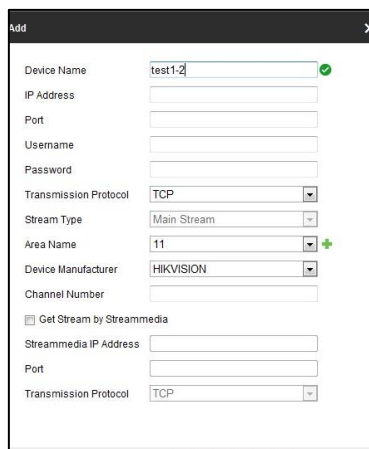 Add
Device Name test1-2
IP Address
Port
Username
Password
Transmission Protocol TCP
Stream Type Main Stream
Area Name 11
Device Manufacturer HIKVISION
Channel Number
Get Stream by Streammedia
Streammedia IP Address
Port
Transmission Protocol TCP